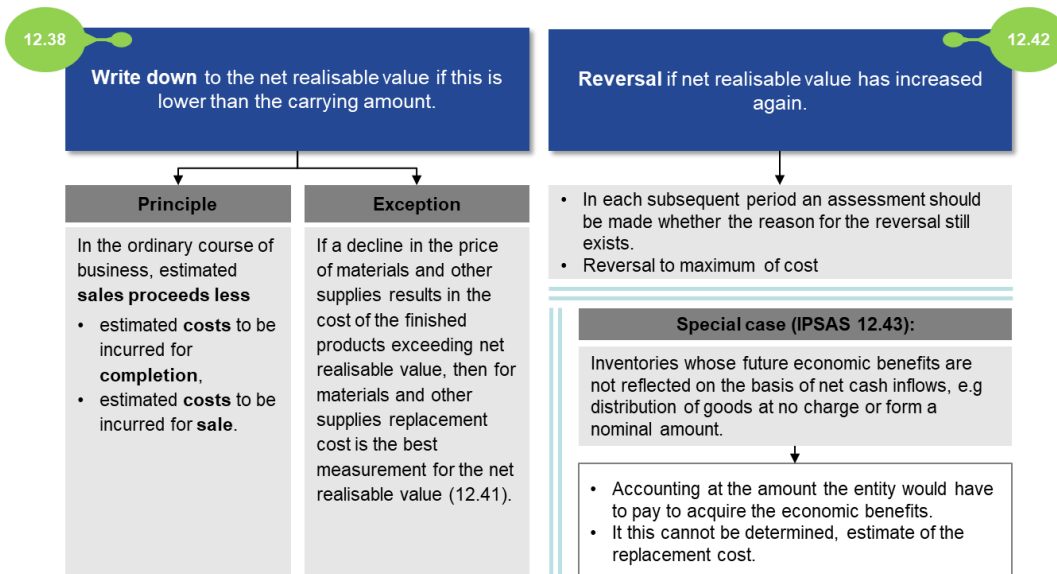 12.38
Write down to the net realisable value if this is
lower than the carrying amount.
Principle
In the ordinary course of
business, estimated
sales proceeds less
• estimated costs to be
incurred for
completion,
• estimated costs to be
incurred for sale.
Exception
If a decline in the price
of materials and other
supplies results in the
cost of the finished
products exceeding net
realisable value, then for
materials and other
supplies replacement
cost is the best
measurement for the net
realisable value (12.41).
12.42
Reversal if net realisable value has increased
again.
• In each subsequent period an assessment should
be made whether the reason for the reversal still
exists.
• Reversal to maximum of cost
Special case (IPSAS 12.43):
Inventories whose future economic benefits are
not reflected on the basis of net cash inflows, e.g
distribution of goods at no charge or form a
nominal amount.
• Accounting at the amount the entity would have
to pay to acquire the economic benefits.
• It this cannot be determined, estimate of the
replacement cost.